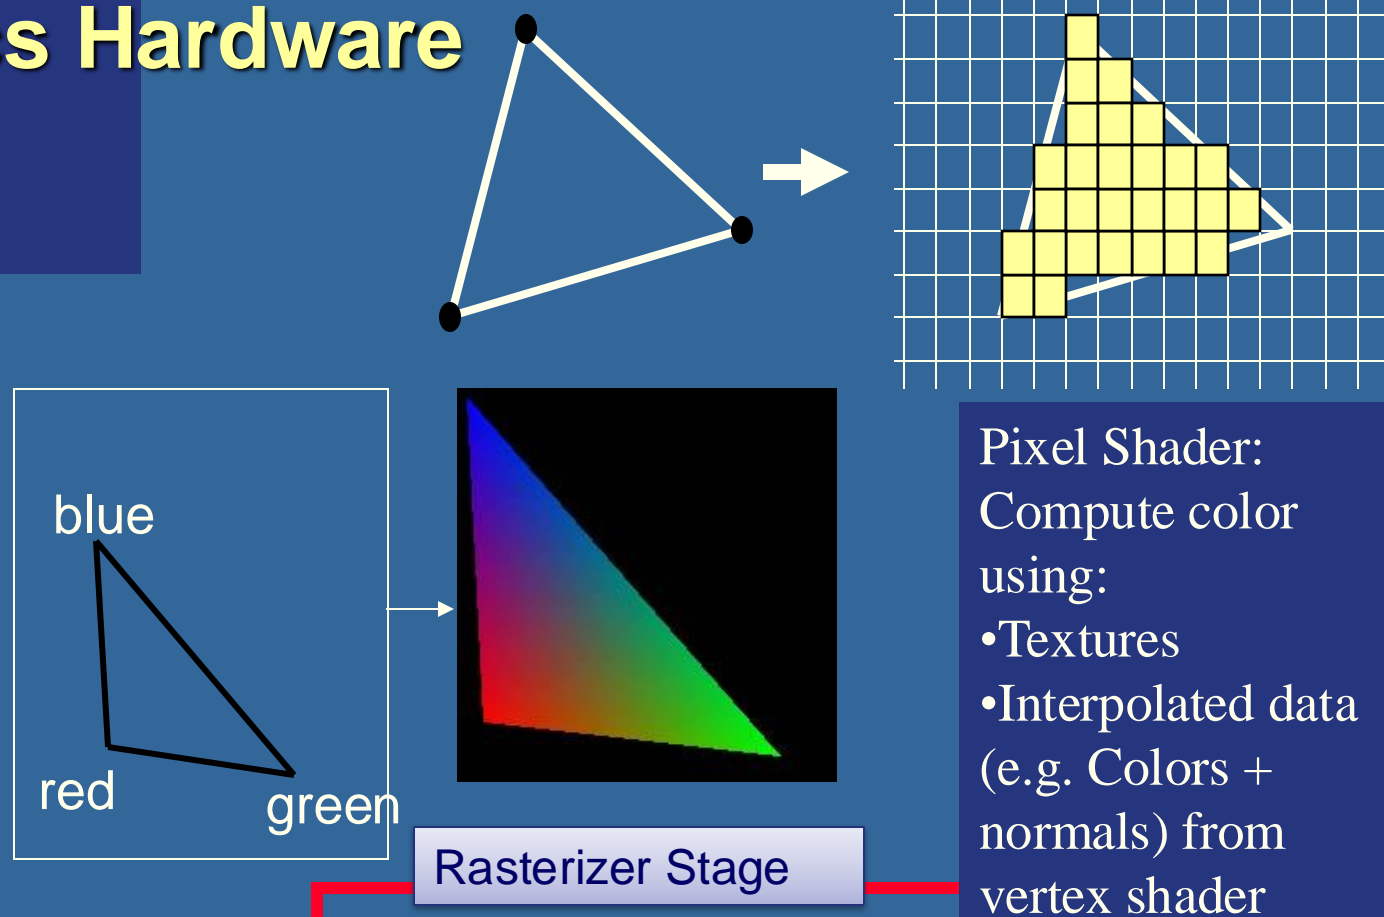 Hardware
blue
red
green
Rasterizer Stage
Pixel Shader:
Compute color
using:
•Textures
•Interpolated data
(e.g. Colors +
normals) from
vertex shader